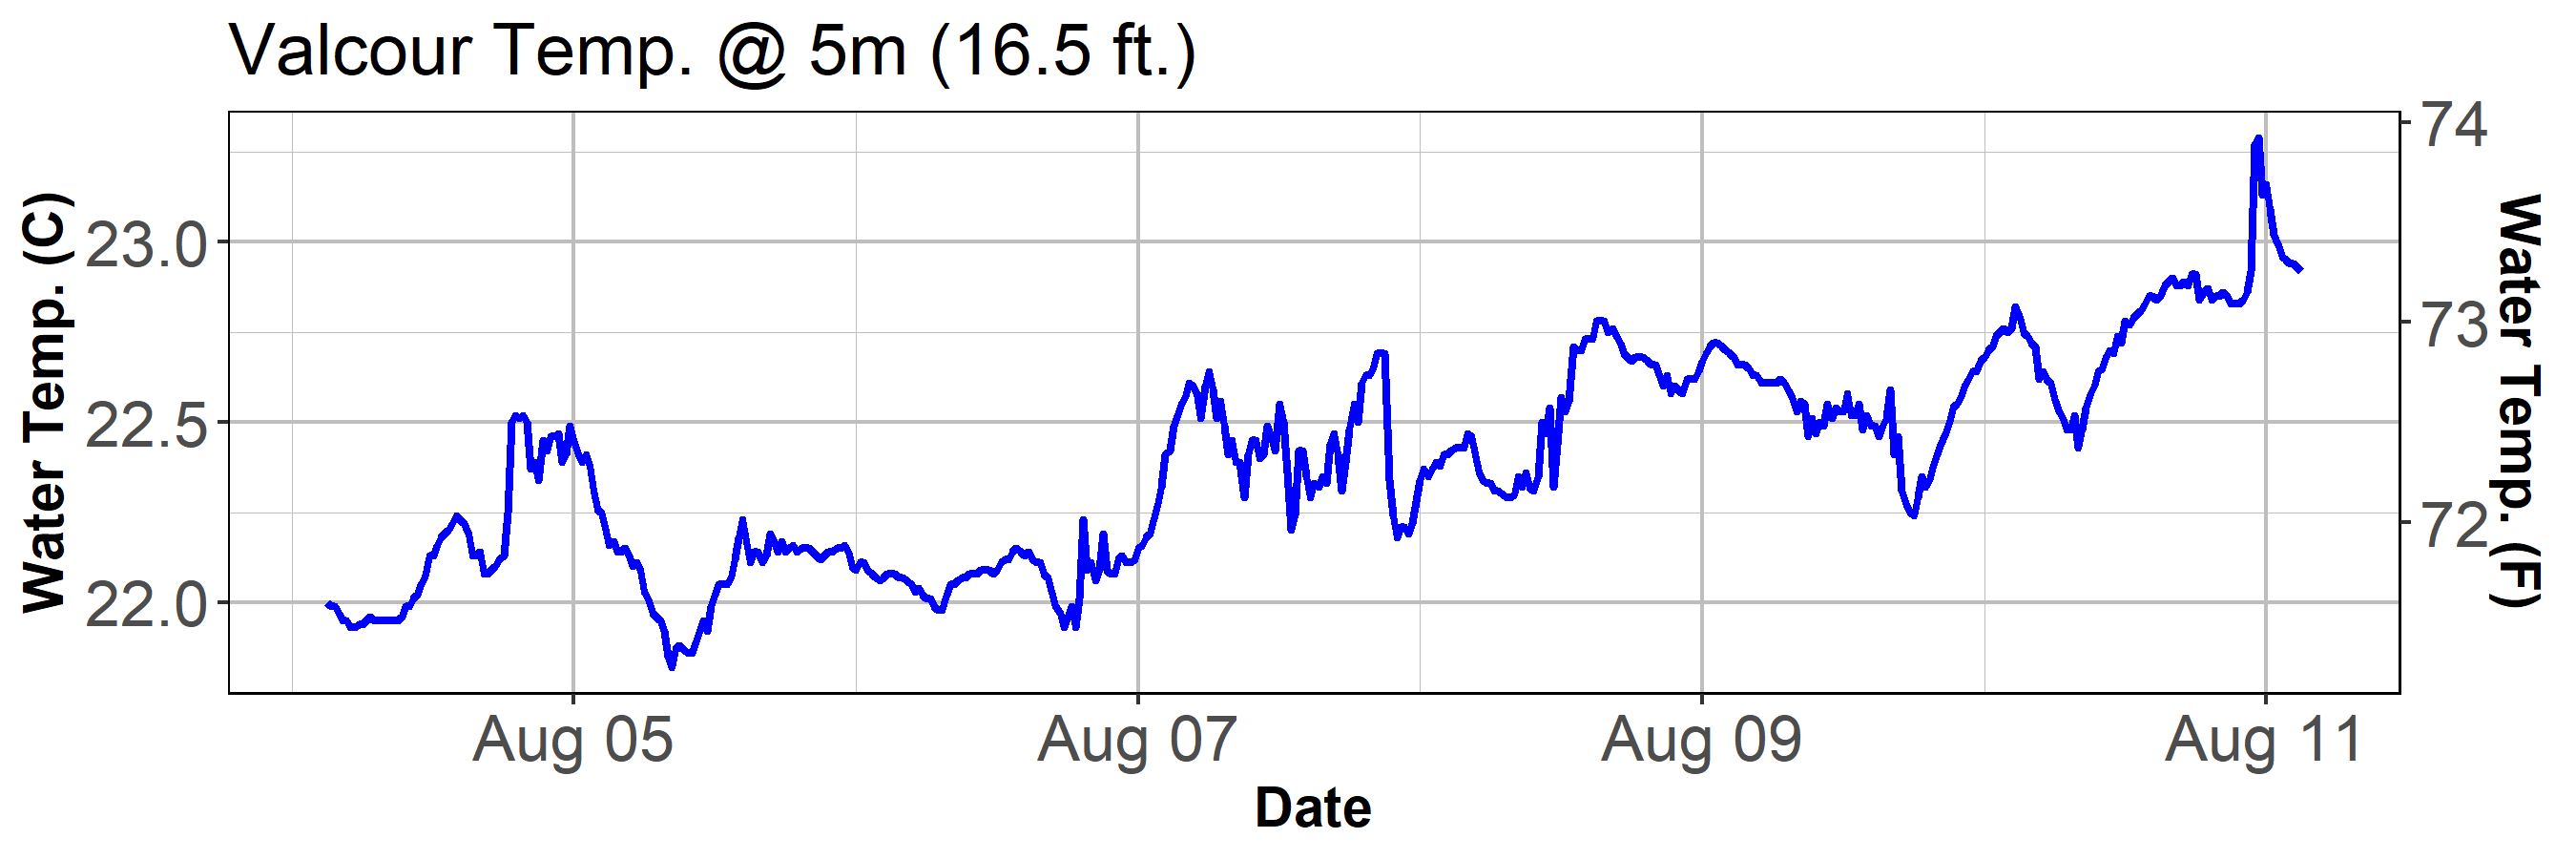 Valcour Temp. @ 5m (16.5 ft.)
Water Temp. (C)
23.0
22.5
22.0
74
73
72
Water Temp. (F)
Aug 05
Aug 07
Aug 09
Aug 11
Date